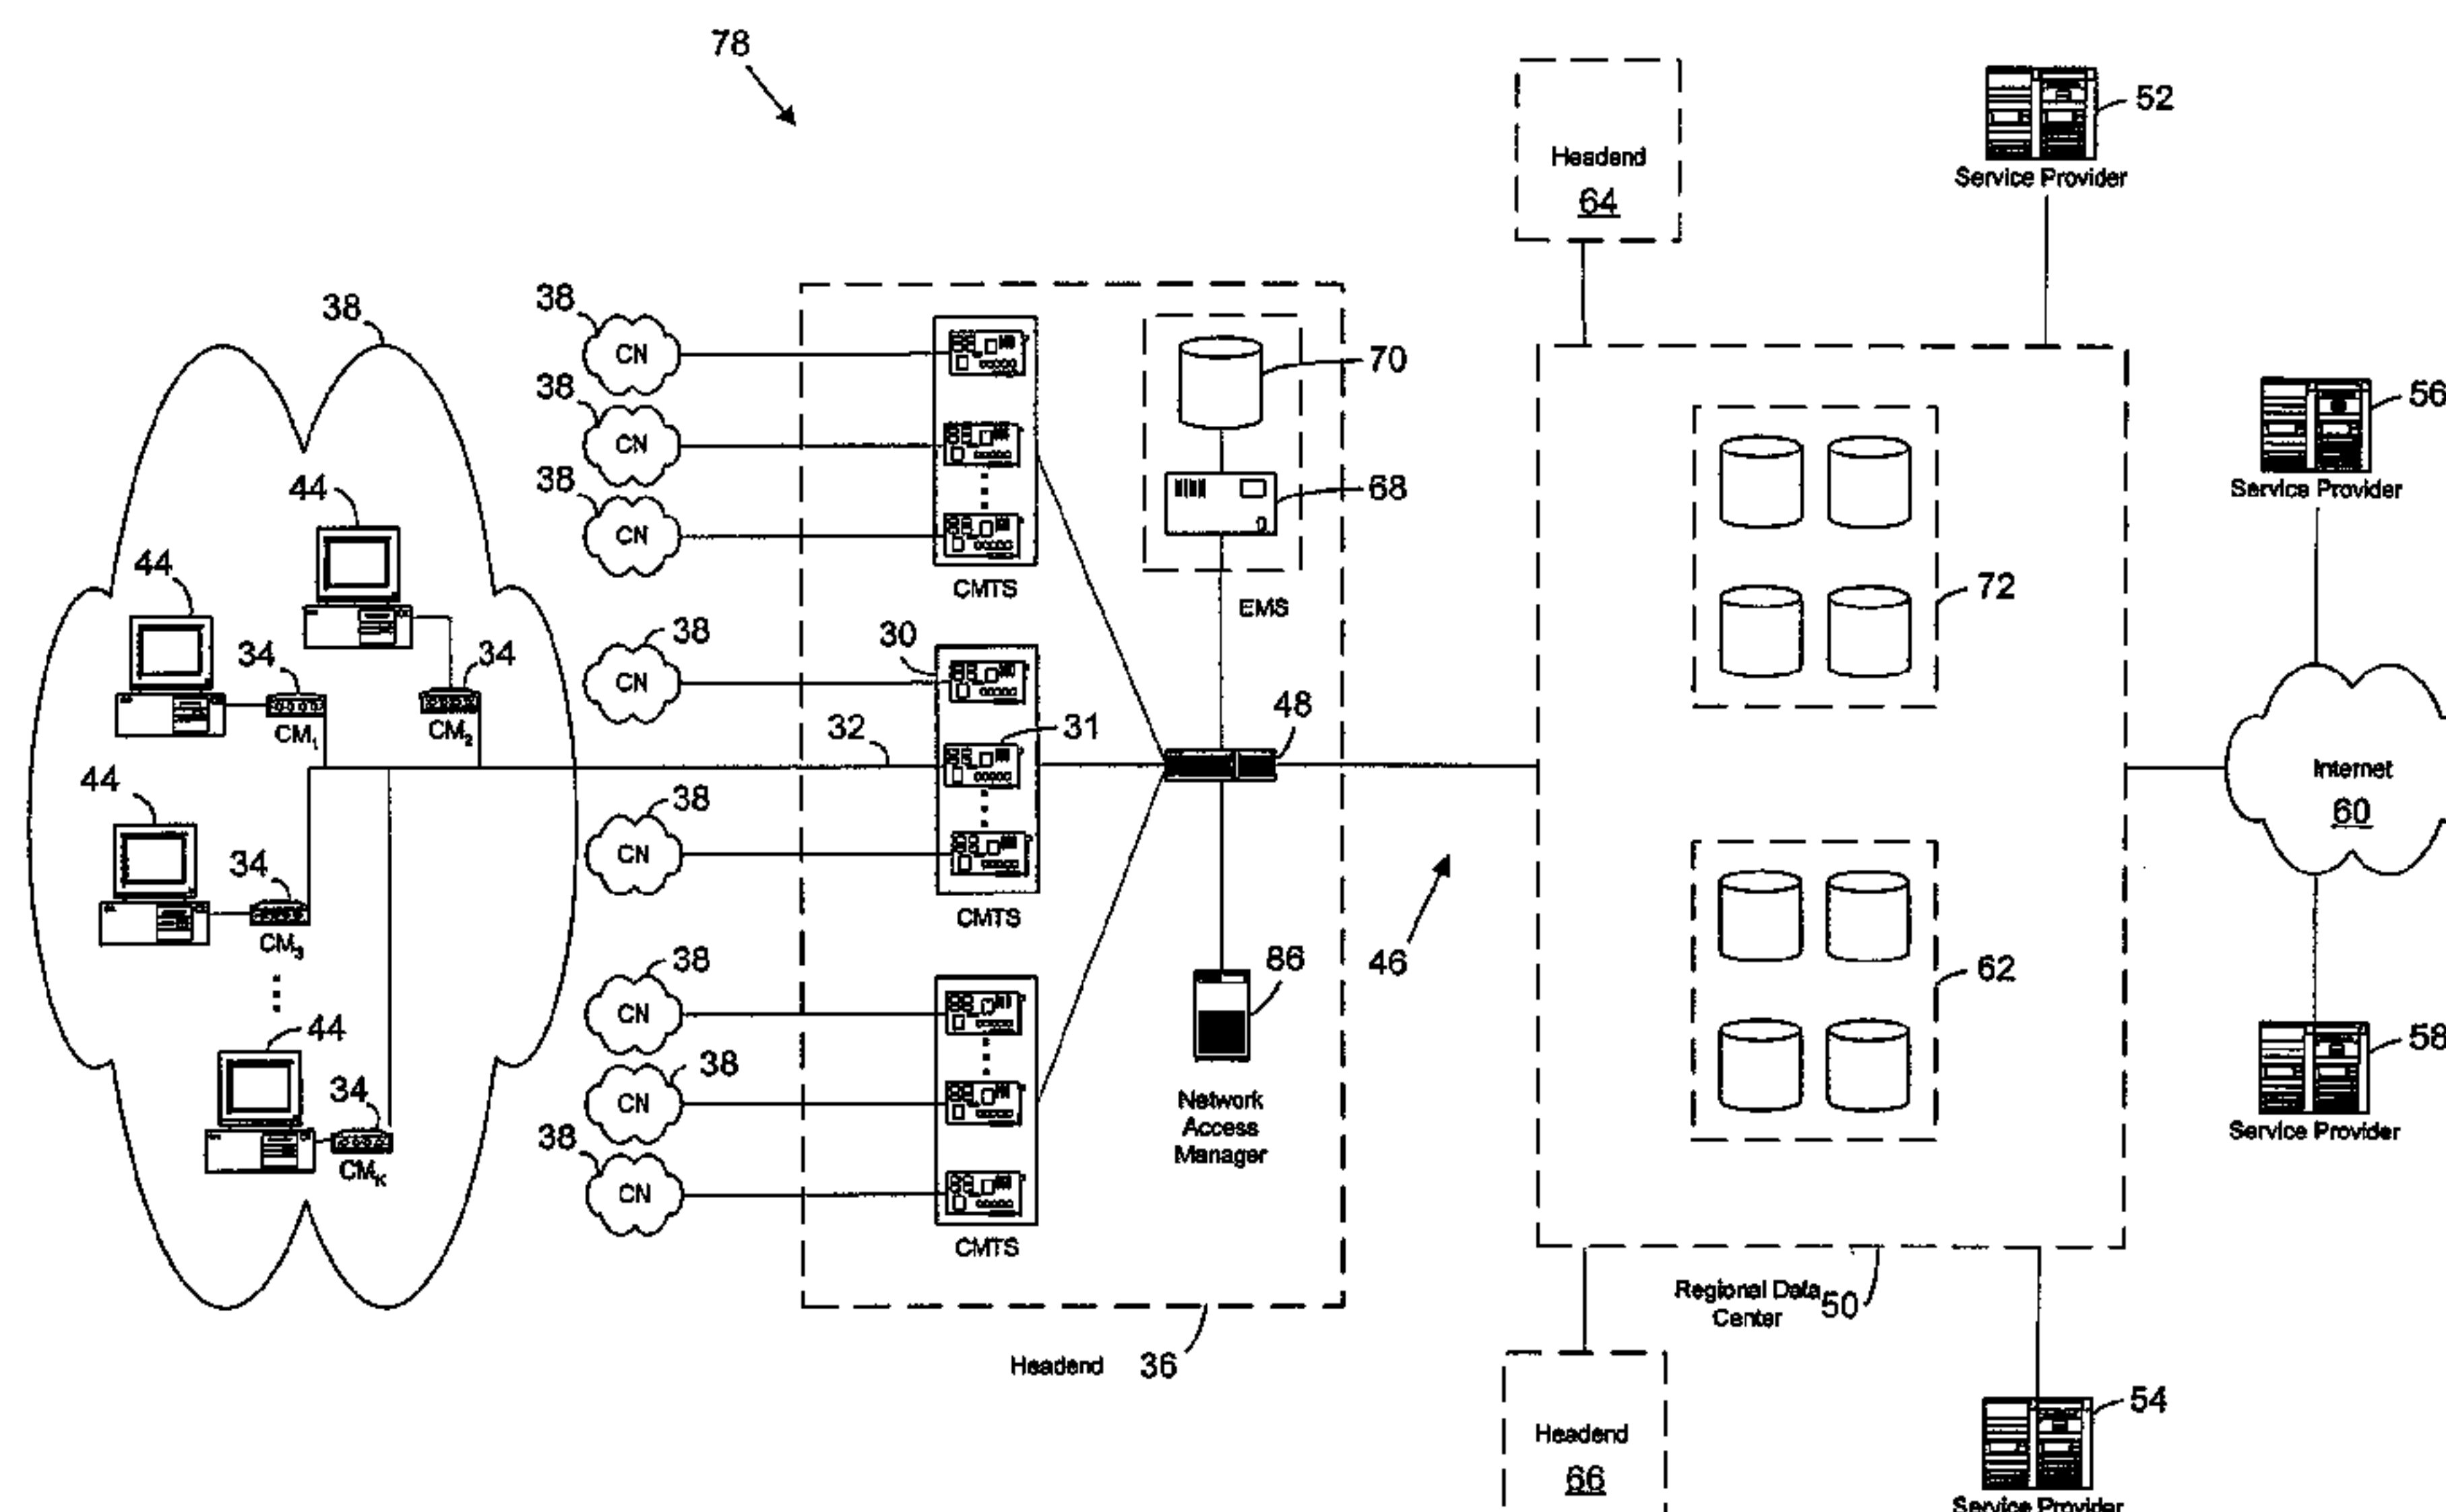 78
52
Service Provider
Headend
64
38
44
44
34
34
CM1
CM2
44
34
CM3
44
34
CMK
38
CN
38
CN
38
CN
38
CN
38
CN
38
CN
38
CN
38
CN
CMTS
30
31
32
CMTS
CMTS
70
68
EMS
48
86
Network
Access
Manager
Headend 36
46
72
62
Regional Data
Center
50
56
Service Provider
Internet
60
58
Service Provider
Headend
66
54
Service Provider